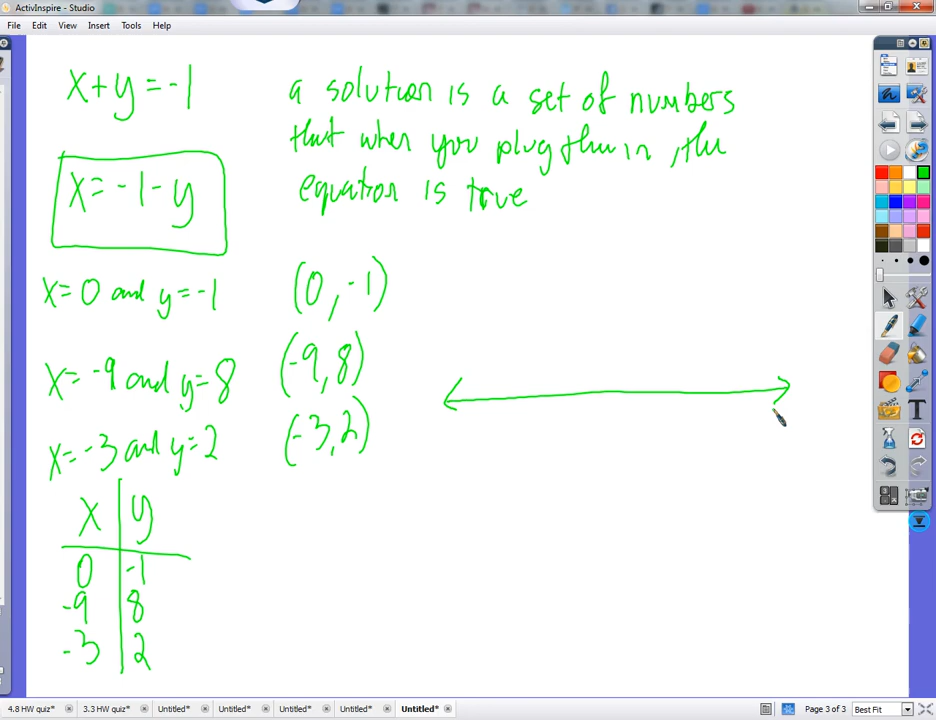 ActivInspire - Studio
File Edit View Insert Tools Help
x+y=-1
a solution is a set of numbers
that when you plug them in, the
equation is true
x=-1-y
x=0 and y=-1 (0,-1)
x=-9 and y=8 (-9,8)
x=-3 and y=2 (-3,2)
x y
0 -1
-9 8
-3 2
4.8 HW quiz* 3.3 HW quiz* Untitled* Untitled* Untitled* Untitled* Untitled* Page 3 of 3 Best Fit